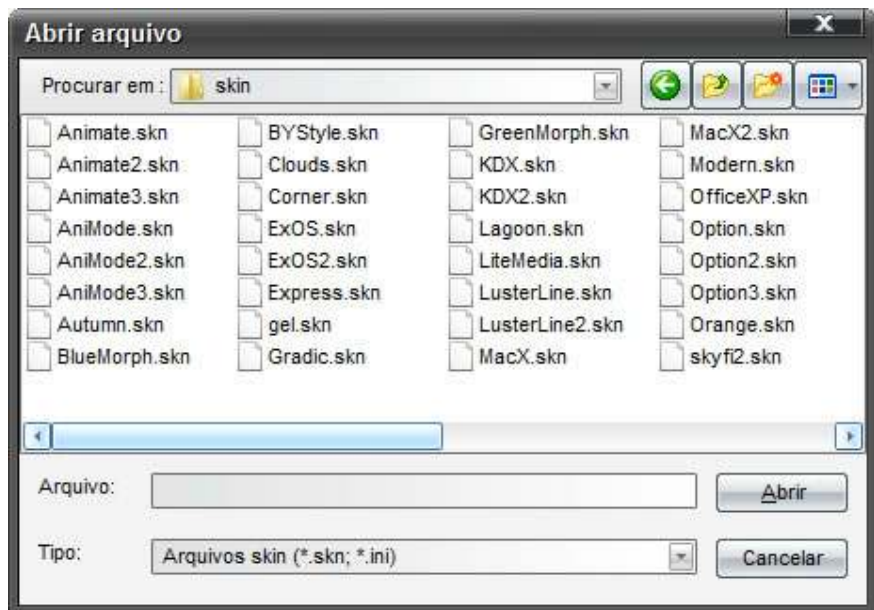 Abrir arquivo
X
Procurar em : skin
Animate.skn
Animate2.skn
Animate3.skn
AniMode.skn
AniMode2.skn
AniMode3.skn
Autumn.skn
BlueMorph.skn
BYStyle.skn
Clouds.skn
Corner.skn
ExOS.skn
ExOS2.skn
Express.skn
gel.skn
Gradic.skn
GreenMorph.skn
KDX.skn
KDX2.skn
Lagoon.skn
LiteMedia.skn
LusterLine.skn
LusterLine2.skn
MacX.skn
MacX2.skn
Modern.skn
OfficeXP.skn
Option.skn
Option2.skn
Option3.skn
Orange.skn
skyfi2.skn
Arquivo:
Abrir
Tipo: Arquivos skin (*.skn; *.ini)
Cancelar